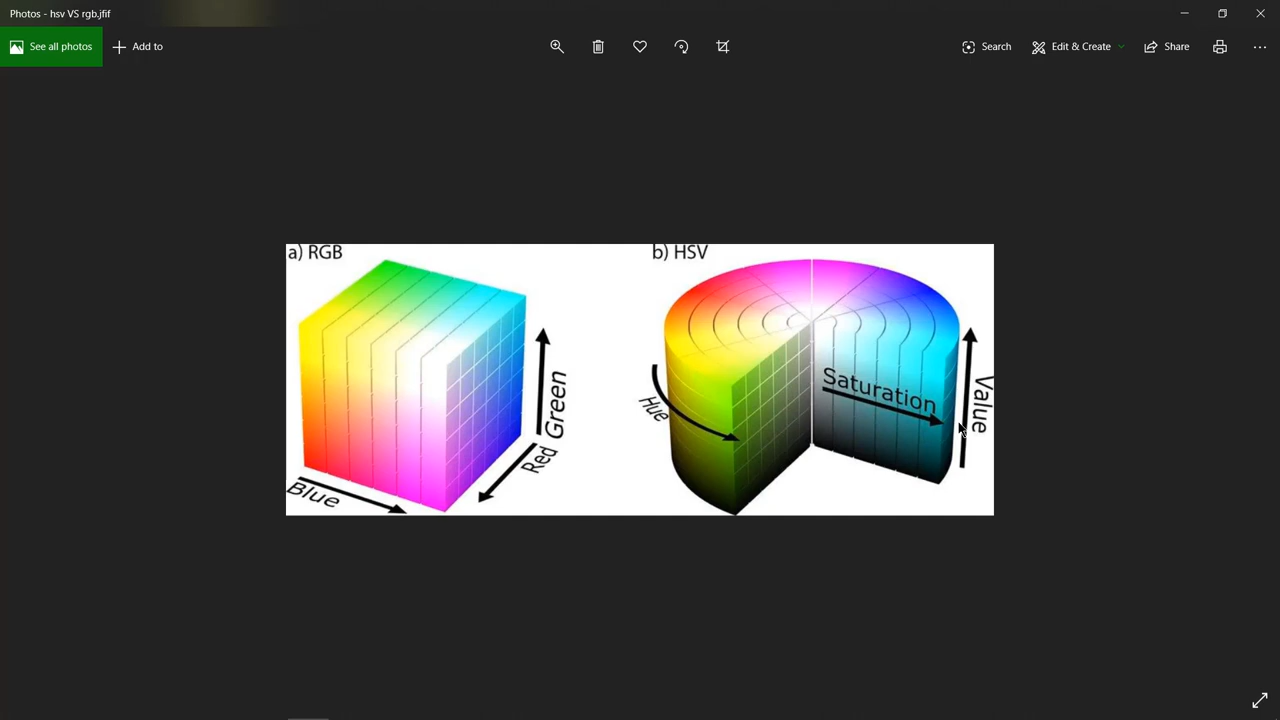 Photos - hsv VS rgb.jfif
See all photos
Add to
Search
Edit & Create
Share
a) RGB
Green
Red
Blue
b) HSV
Hue
Saturation
Value